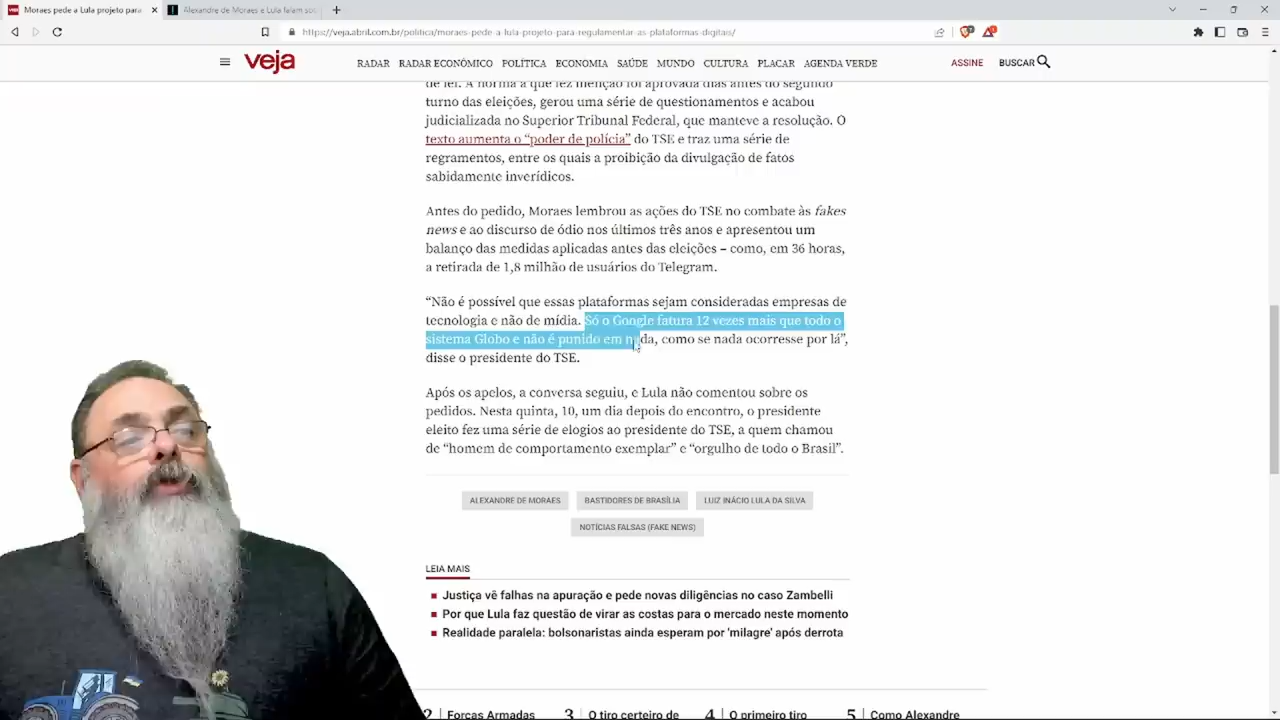 Moraes pede a Lula projeto para
Alexandre de Moraes e Lula falam so
https://veja.abril.com.br/politica/moraes-pede-a-lula-projeto-para-regulamentar-as-plataformas-digitais/
veja
RADAR RADAR ECONÔMICO POLÍTICA ECONOMIA SAÚDE MUNDO CULTURA PLACAR AGENDA VERDE
ASSINE BUSCAR
de lei. A norma a que fez menção foi aprovada dias antes do segundo
turno das eleições, gerou uma série de questionamentos e acabou
judicializada no Superior Tribunal Federal, que manteve a resolução. O
texto aumenta o “poder de polícia” do TSE e traz uma série de
regramentos, entre os quais a proibição da divulgação de fatos
sabidamente inverídicos.
Antes do pedido, Moraes lembrou as ações do TSE no combate às fakes
news e ao discurso de ódio nos últimos três anos e apresentou um
balanço das medidas aplicadas antes das eleições – como, em 36 horas,
a retirada de 1,8 milhão de usuários do Telegram.
“Não é possível que essas plataformas sejam consideradas empresas de
tecnologia e não de mídia. Só o Google fatura 12 vezes mais que todo o
sistema Globo e não é punido em nada, como se nada ocorresse por lá”,
disse o presidente do TSE.
Após os apelos, a conversa seguiu, e Lula não comentou sobre os
pedidos. Nesta quinta, 10, um dia depois do encontro, o presidente
eleito fez uma série de elogios ao presidente do TSE, a quem chamou
de “homem de comportamento exemplar” e “orgulho de todo o Brasil”.
ALEXANDRE DE MORAES BASTIDORES DE BRASÍLIA LUIZ INÁCIO LULA DA SILVA
NOTÍCIAS FALSAS (FAKE NEWS)
LEIA MAIS
Justiça vê falhas na apuração e pede novas diligências no caso Zambelli
Por que Lula faz questão de virar as costas para o mercado neste momento
Realidade paralela: bolsonaristas ainda esperam por 'milagre' após derrota
2 Forças Armadas 3 O tiro certeiro de 4 O primeiro tiro 5 Como Alexandre